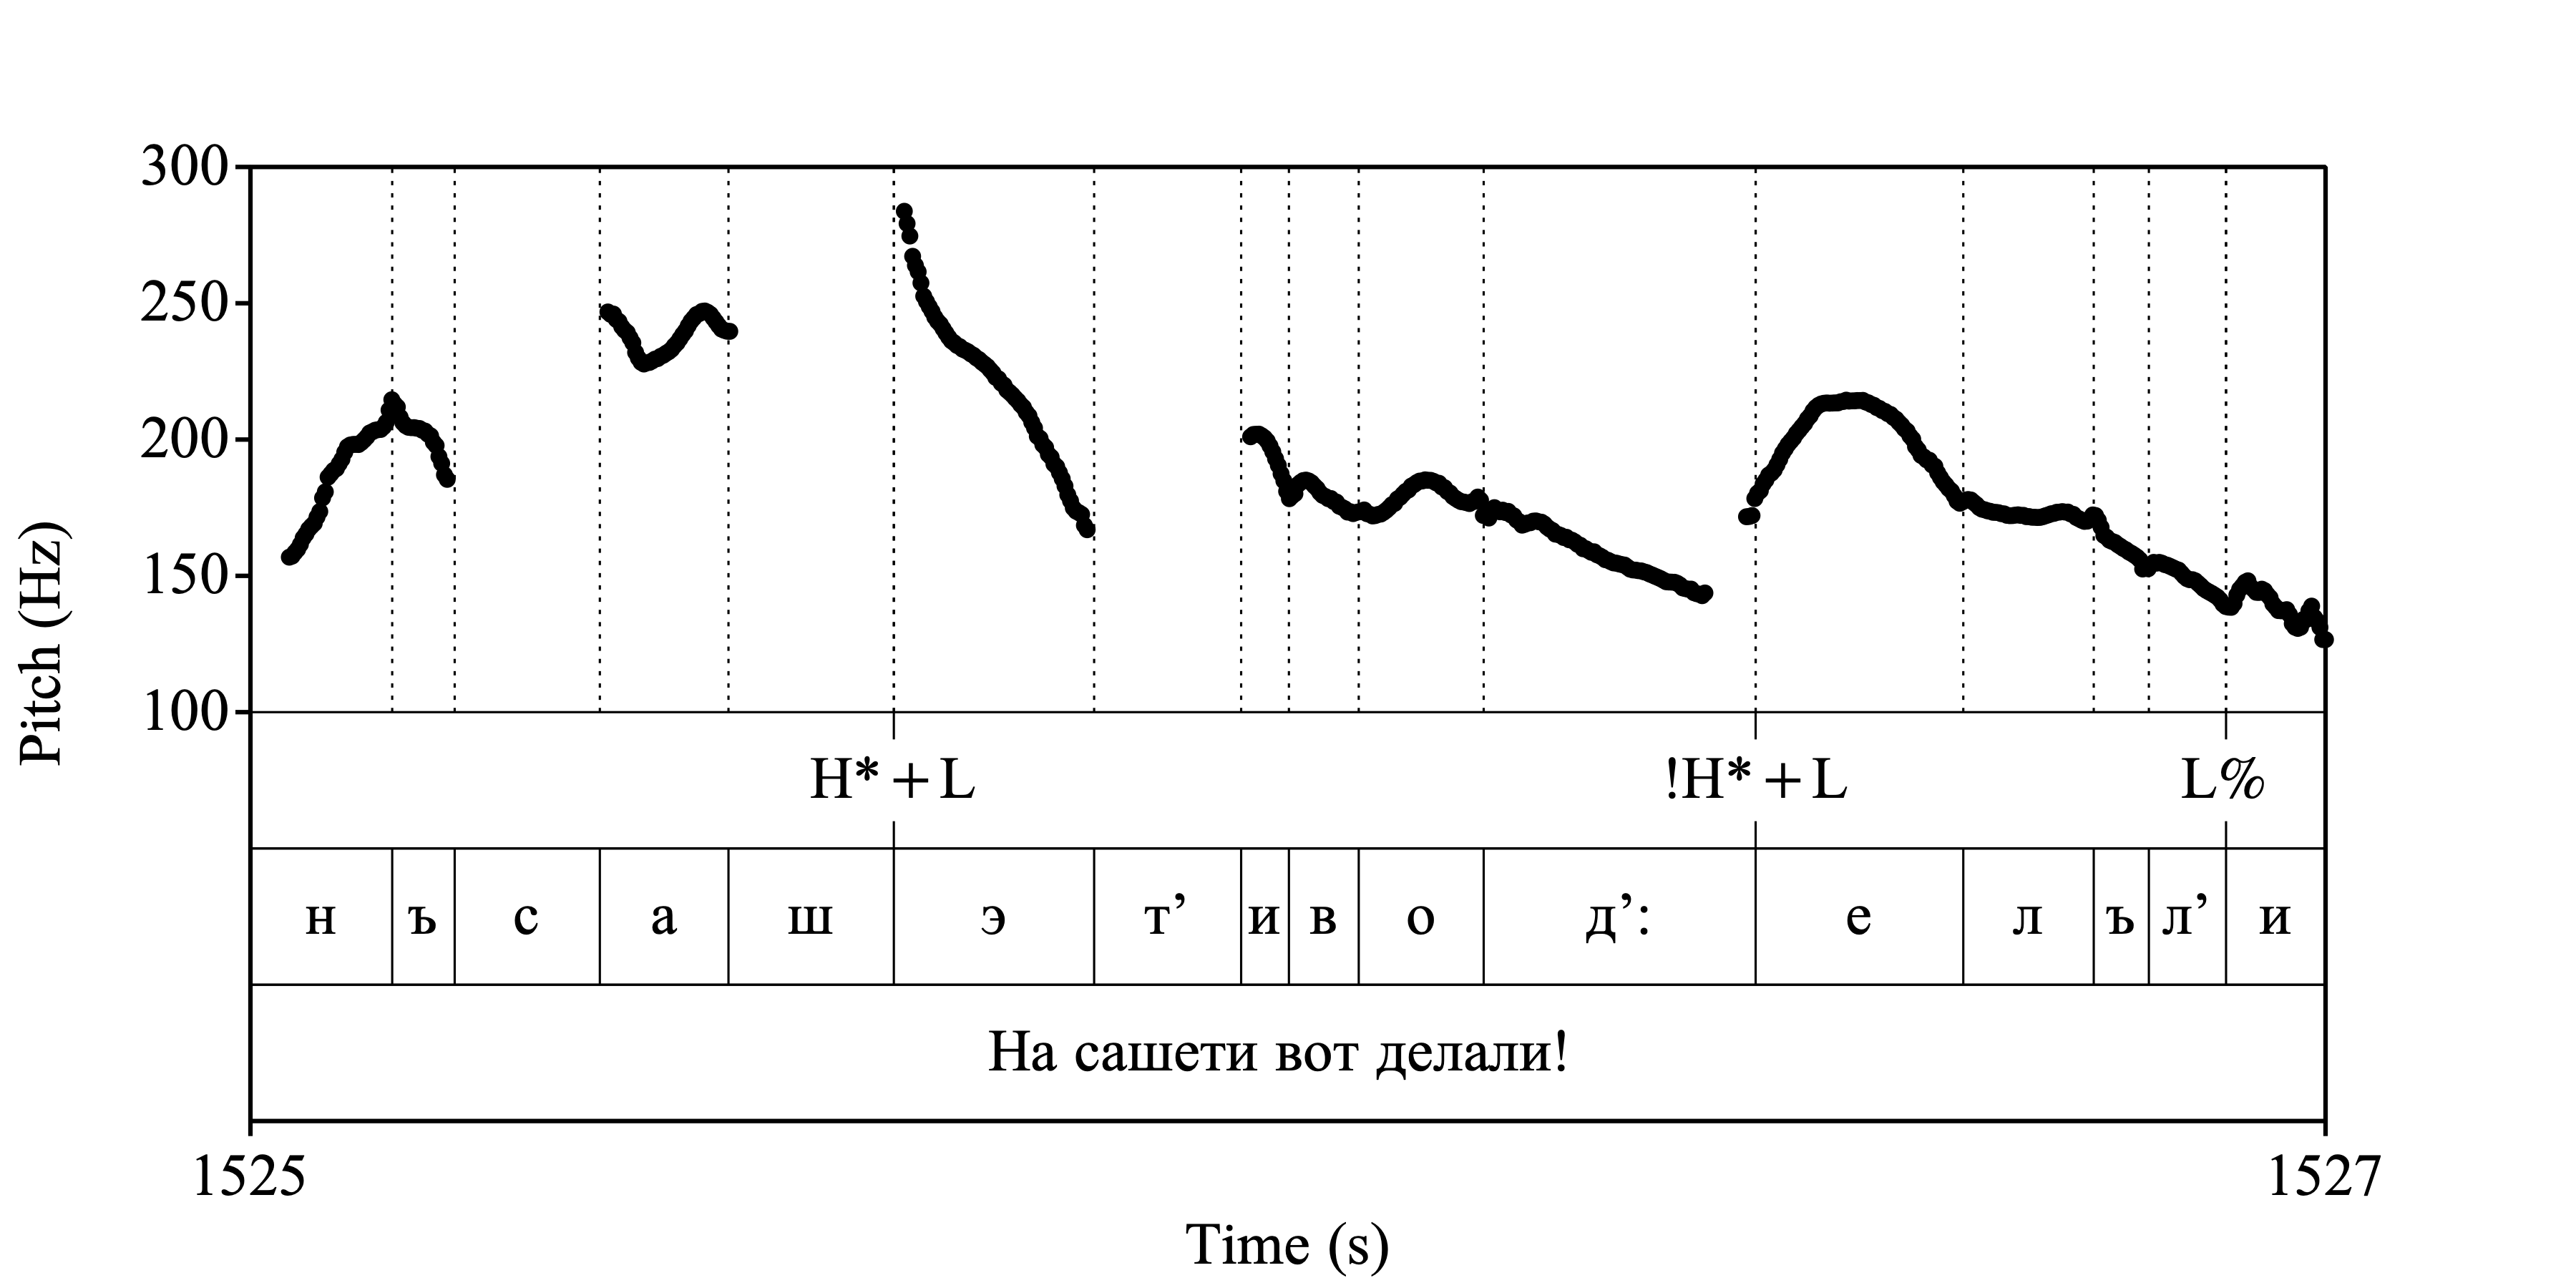 300
250
200
150
100
Pitch (Hz)
H* + L !H* + L L%
н ъ с а ш э т’ и в о д’: е л ъ л’ и
На сашети вот делали!
1525 1527
Time (s)